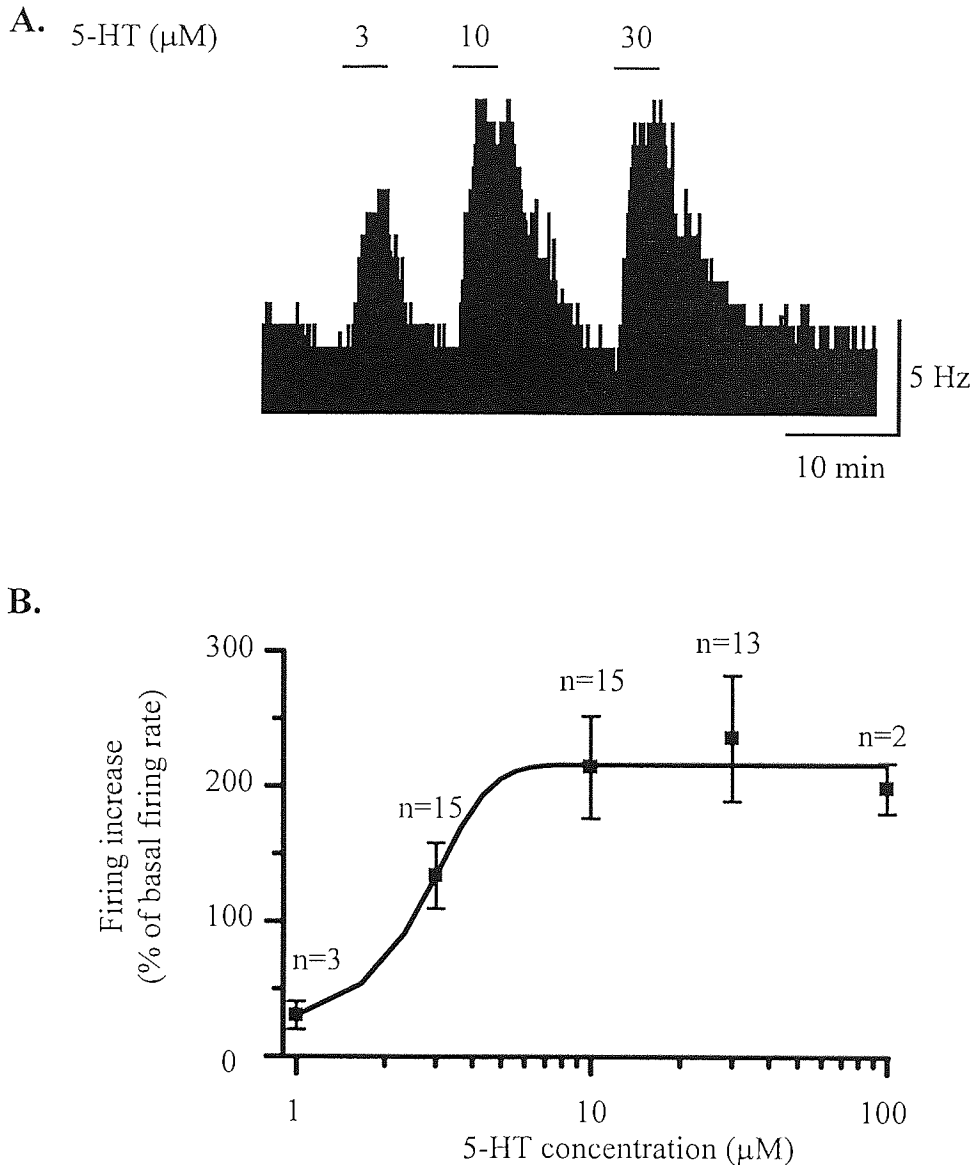 A. 5-HT (μM) 3 10 30
5 Hz
10 min
B.
Firing increase
(% of basal firing rate)
300
200
100
0
n=3
n=15
n=15
n=13
n=2
1 10 100
5-HT concentration (μM)